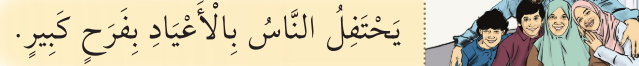 يَحْتَفِلُ النَّاسُ بِالْأَعْيَادِ بِفَرَحٍ كَبِيرٍ.